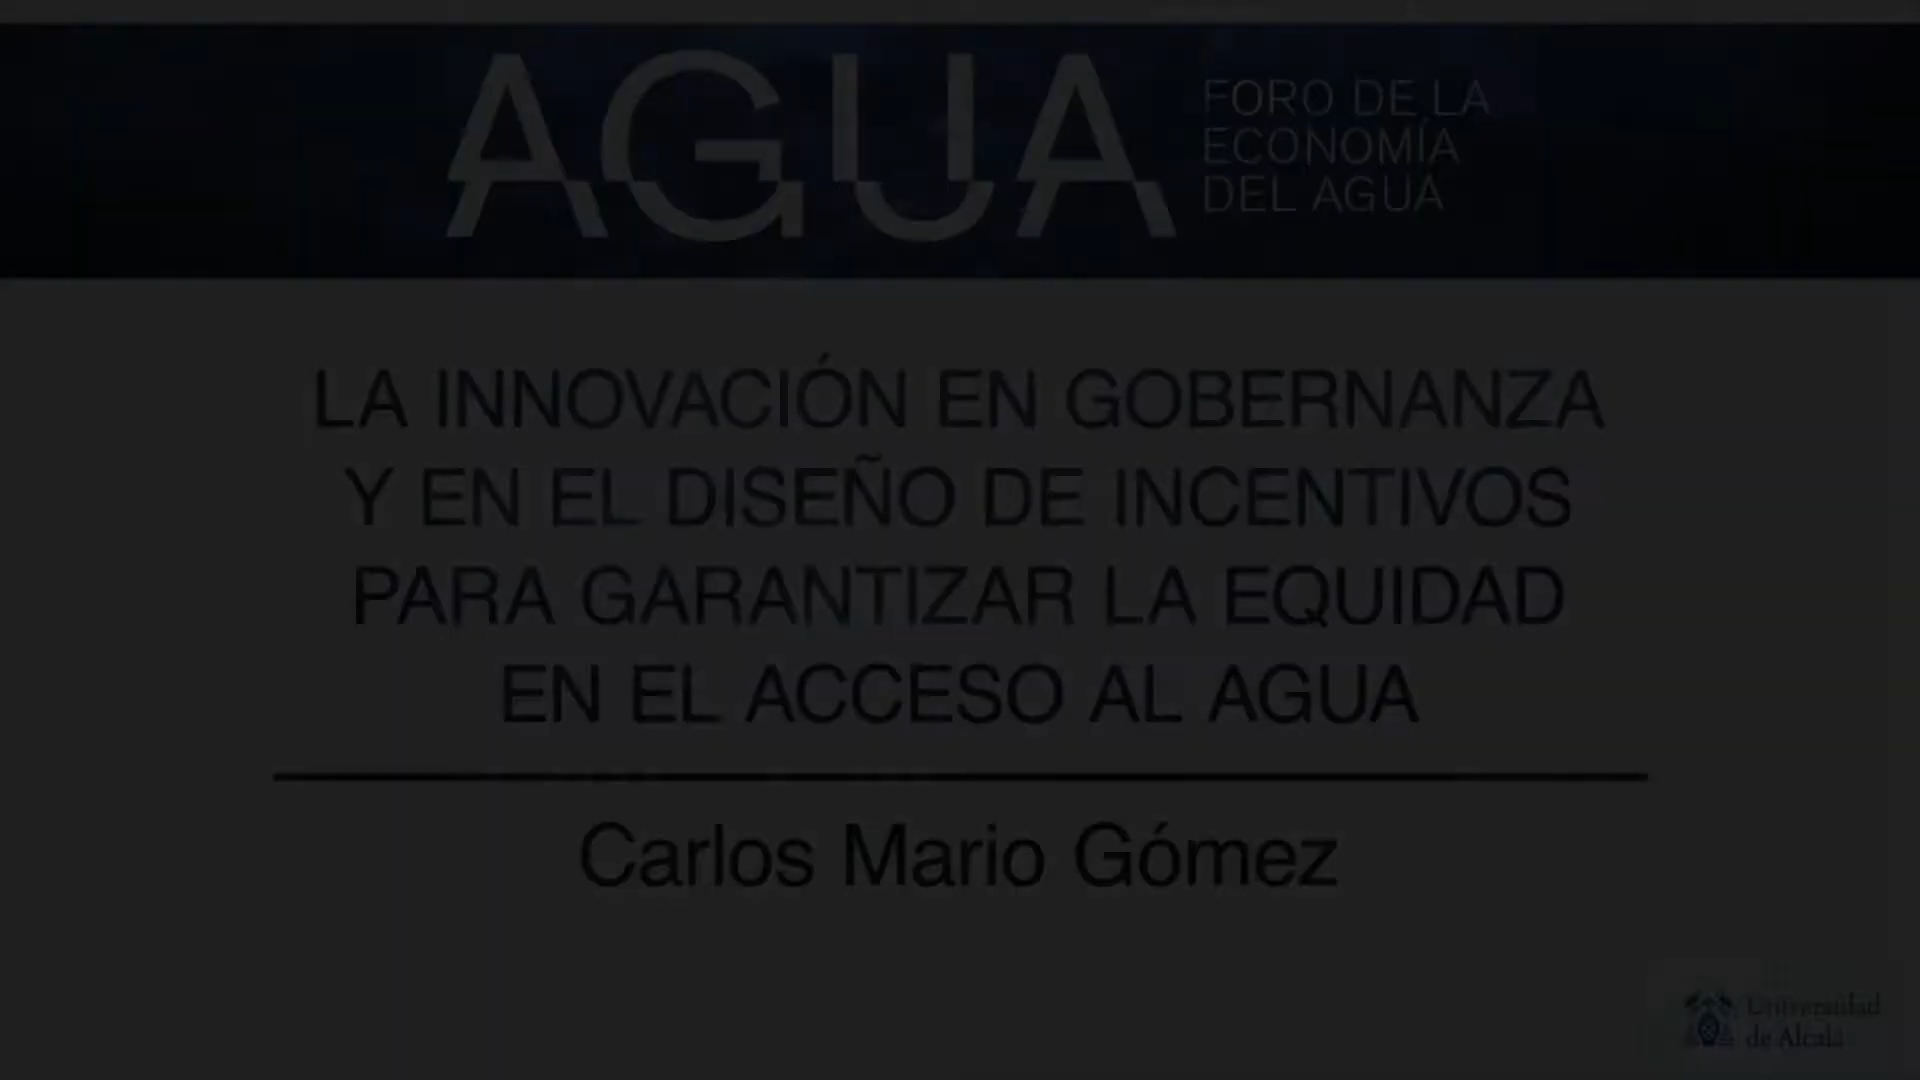 AGUA
FORO DE LA
ECONOMÍA
DEL AGUA
LA INNOVACIÓN EN GOBERNANZA
Y EN EL DISEÑO DE INCENTIVOS
PARA GARANTIZAR LA EQUIDAD
EN EL ACCESO AL AGUA
Carlos Mario Gómez
Universidad
de Alcalá